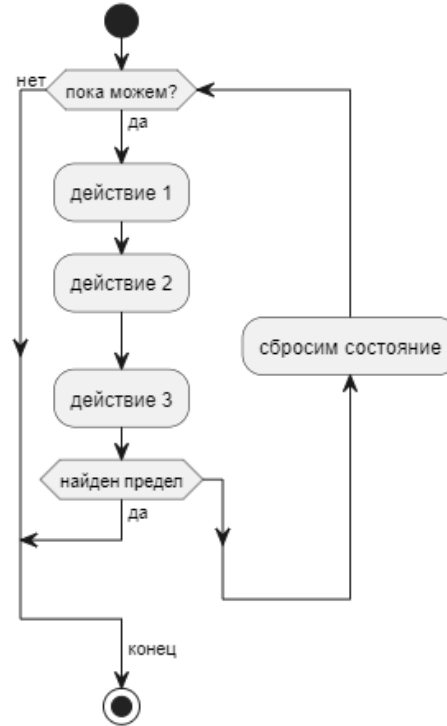 нет
пока можем?
да
действие 1
действие 2
сбросим состояние
действие 3
найден предел
да
конец